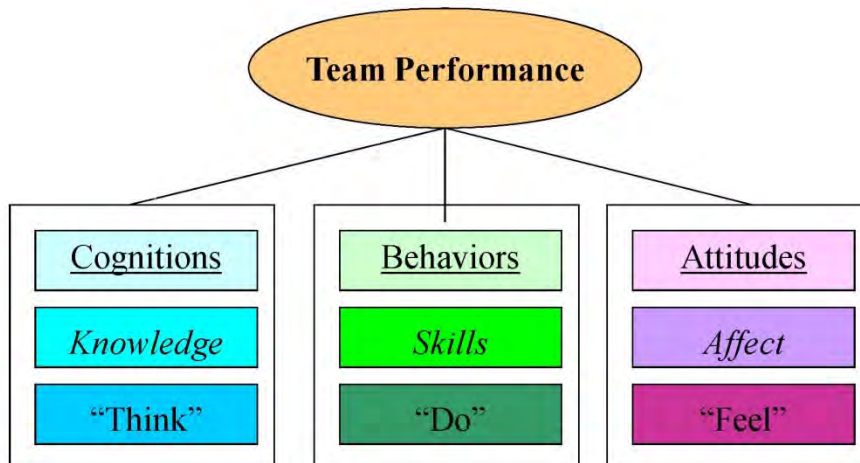 Team Performance
Cognitions
Knowledge
“Think”
Behaviors
Skills
“Do”
Attitudes
Affect
“Feel”